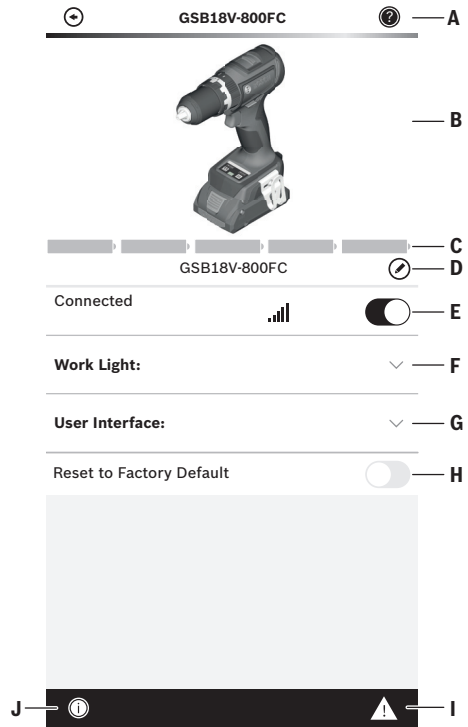 GSB18V-800FC
A
B
C
GSB18V-800FC
D
Connected
E
Work Light:
F
User Interface:
G
Reset to Factory Default
H
J
I